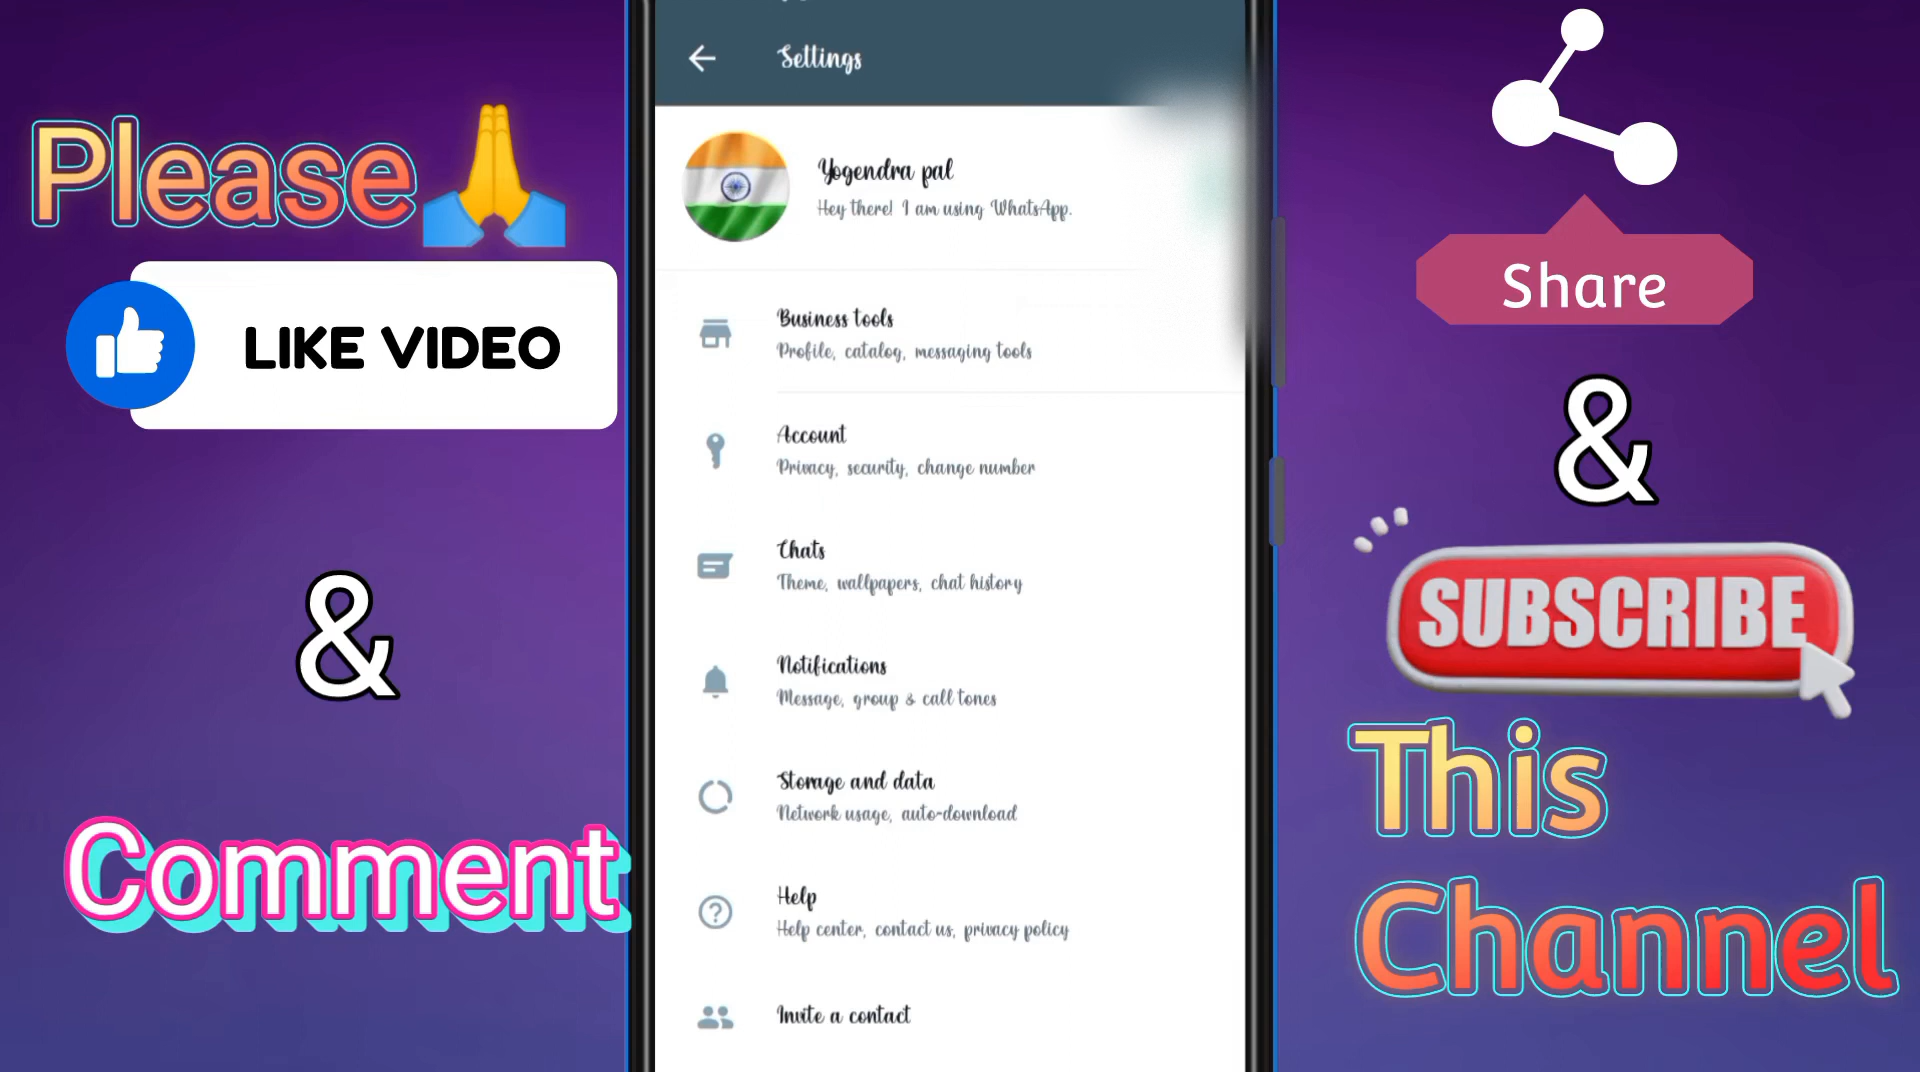 Please
LIKE VIDEO
&
Comment
Settings
Yogendra pal
Hey there! I am using WhatsApp.
Business tools
Profile, catalog, messaging tools
Account
Privacy, security, change number
Chats
Theme, wallpapers, chat history
Notifications
Message, group & call tones
Storage and data
Network usage, auto-download
Help
Help center, contact us, privacy policy
Invite a contact
Share
&
SUBSCRIBE
This
Channel